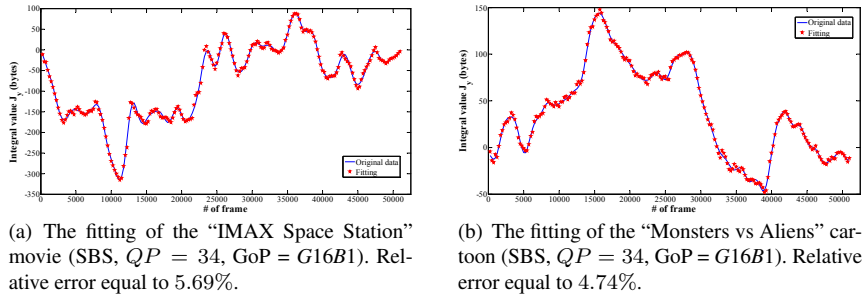 100
50
0
-50
-100
-150
-200
-250
-300
-350
Integral value J_y (bytes)
Original data
Fitting
0 5000 10000 15000 20000 25000 30000 35000 40000 45000 50000
# of frame
150
100
50
0
-50
Integral value J_y (bytes)
Original data
Fitting
0 5000 10000 15000 20000 25000 30000 35000 40000 45000 50000
# of frame
(a) The fitting of the “IMAX Space Station”
movie (SBS, QP = 34, GoP = G16B1). Rel-
ative error equal to 5.69%.
(b) The fitting of the “Monsters vs Aliens” car-
toon (SBS, QP = 34, GoP = G16B1). Relative
error equal to 4.74%.